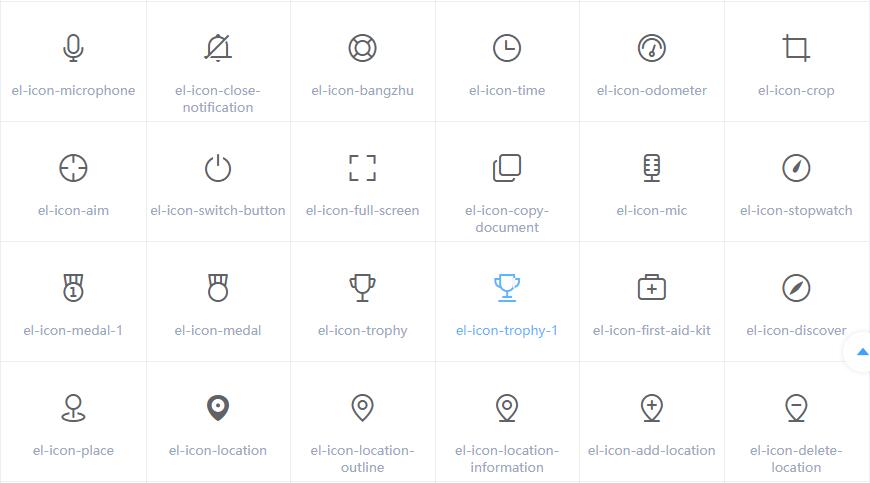 el-icon-microphone
el-icon-close-
notification
el-icon-bangzhu
el-icon-time
el-icon-odometer
el-icon-crop
el-icon-aim
el-icon-switch-button
el-icon-full-screen
el-icon-copy-
document
el-icon-mic
el-icon-stopwatch
1
el-icon-medal-1
el-icon-medal
el-icon-trophy
el-icon-trophy-1
el-icon-first-aid-kit
el-icon-discover
el-icon-place
el-icon-location
el-icon-location-
outline
el-icon-location-
information
el-icon-add-location
el-icon-delete-
location